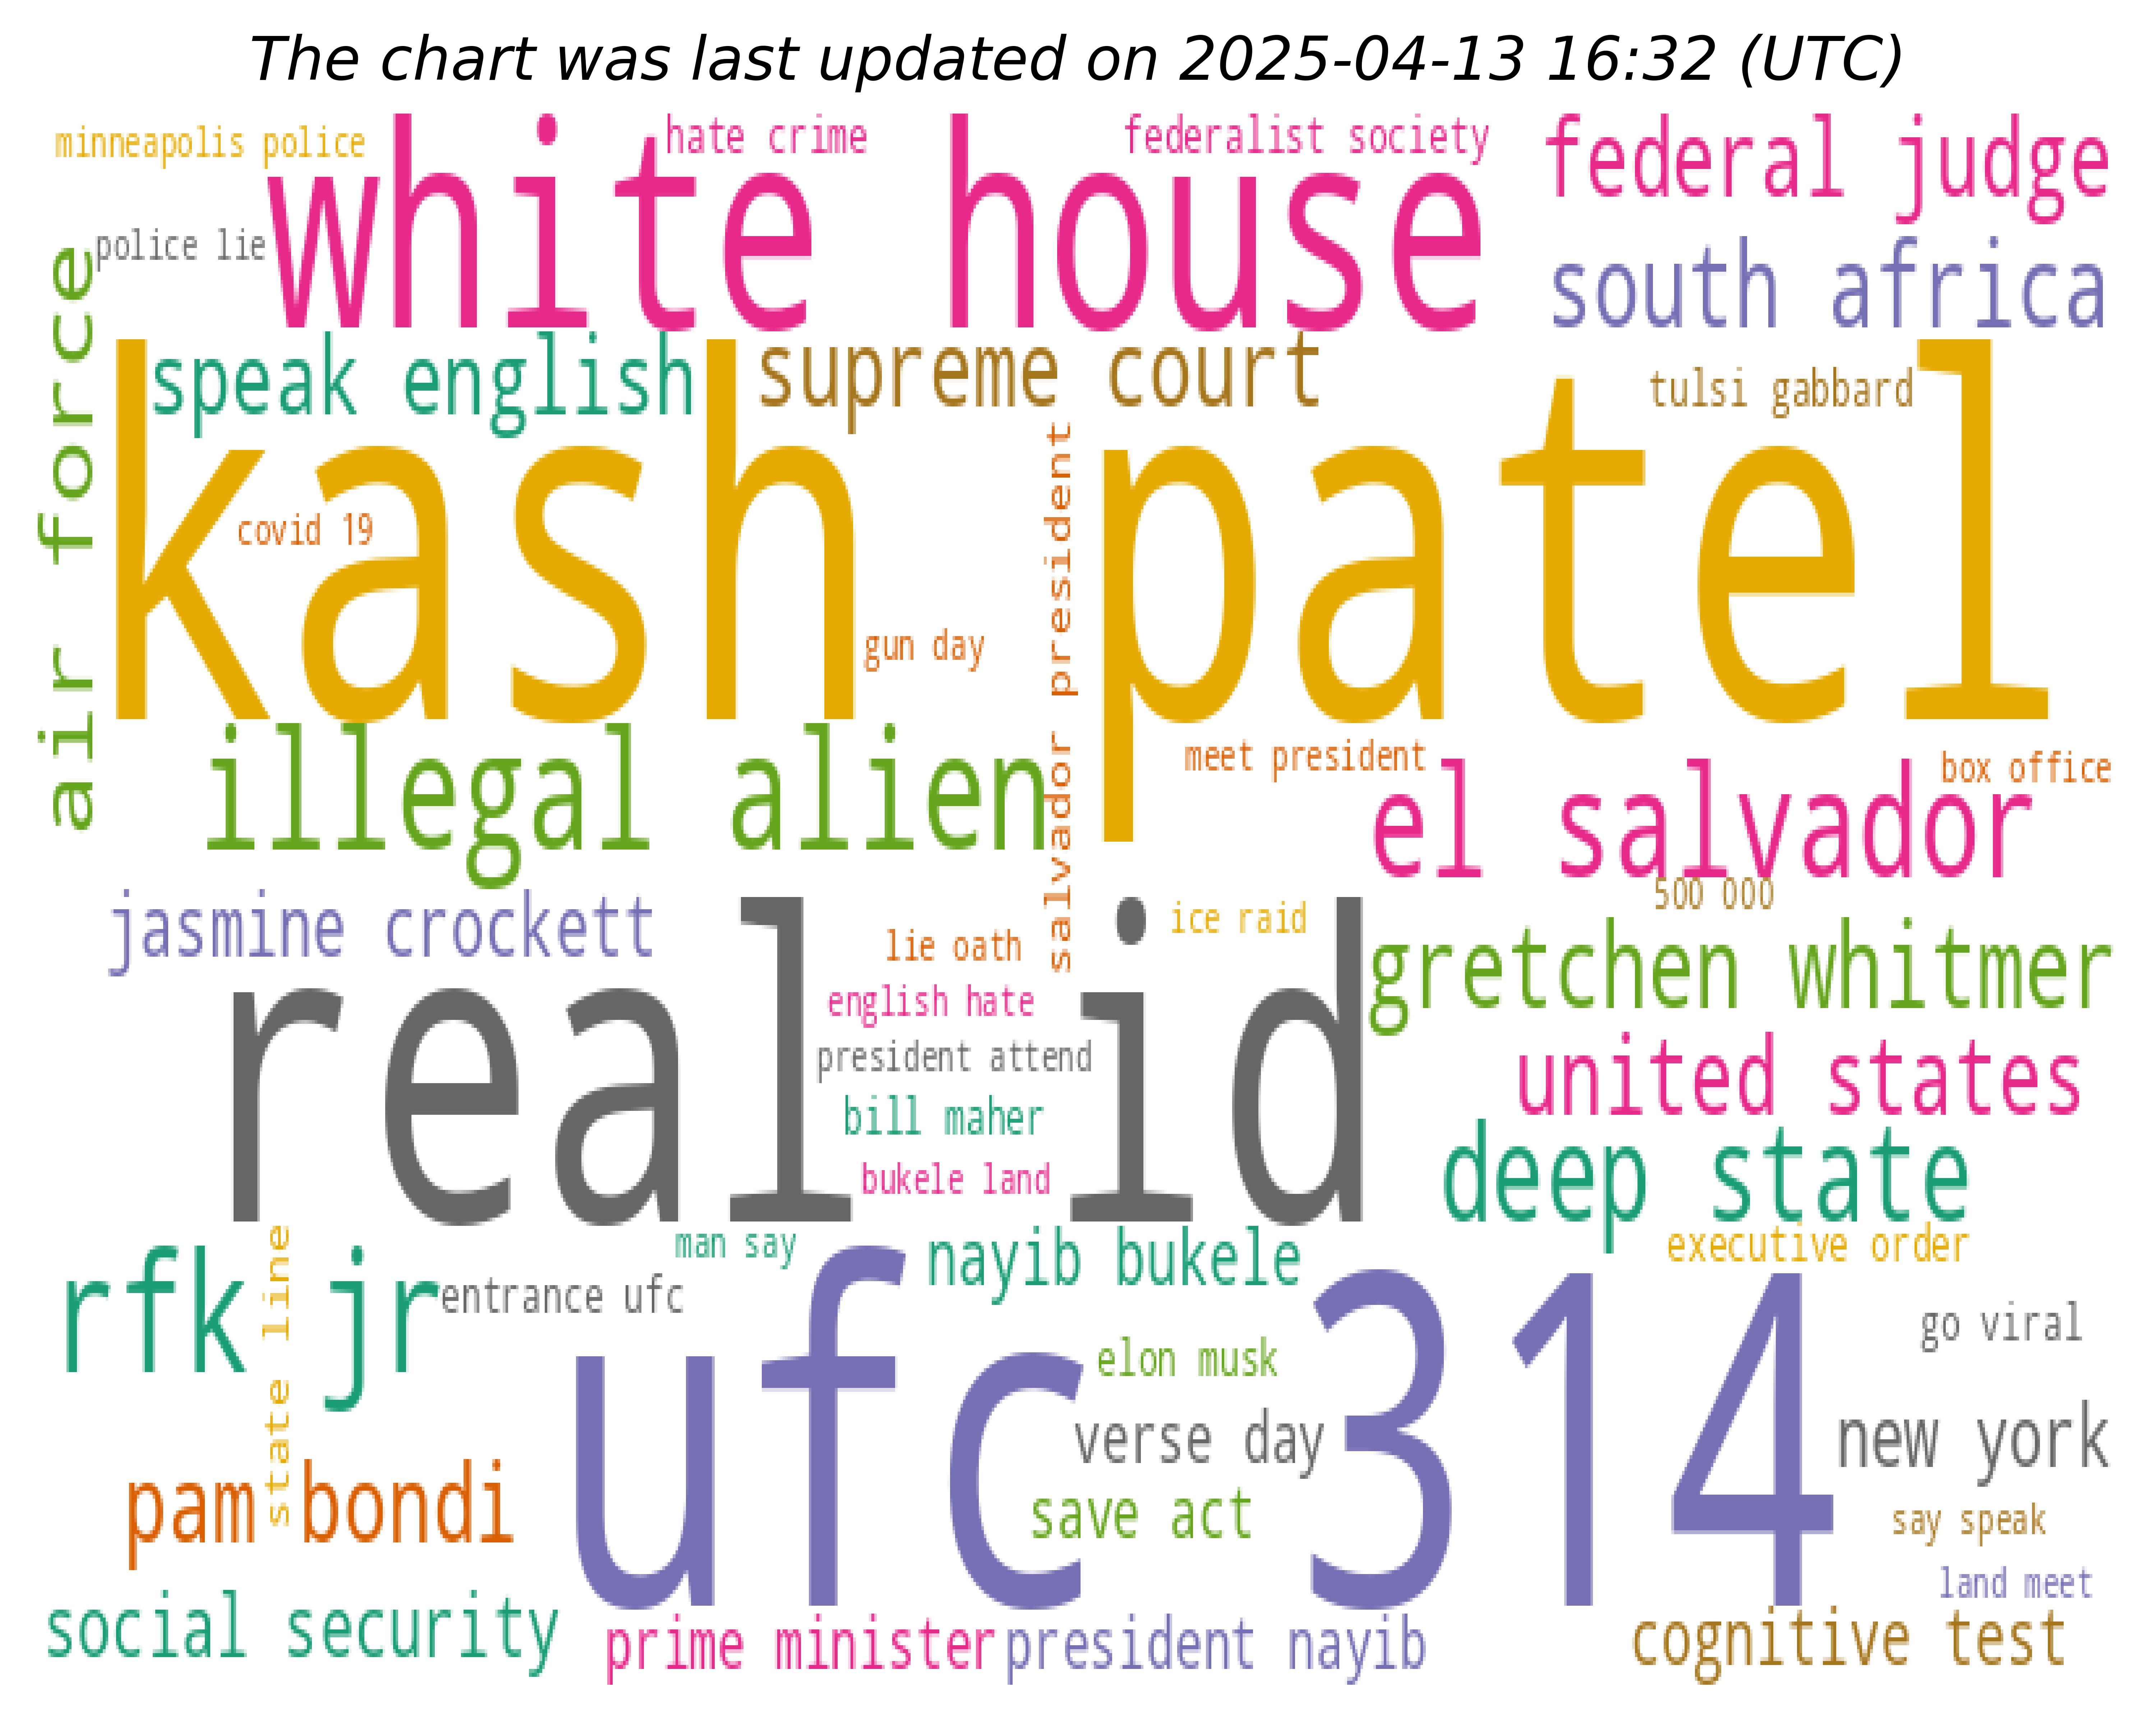 The chart was last updated on 2025-04-13 16:32 (UTC)
minneapolis police
hate crime
federalist society
federal judge
white house
police lie
south africa
air force
speak english
supreme court
tulsi gabbard
kash patel
covid 19
gun day
salvador president
illegal alien
meet president
box office
el salvador
500 000
jasmine crockett
lie oath
ice raid
gretchen whitmer
real id
english hate
president attend
united states
bill maher
deep state
bukele land
man say
nayib bukele
executive order
rfk jr
state line
entrance ufc
go viral
ufc 314
elon musk
verse day
new york
pam bondi
save act
say speak
land meet
social security
prime minister
president nayib
cognitive test